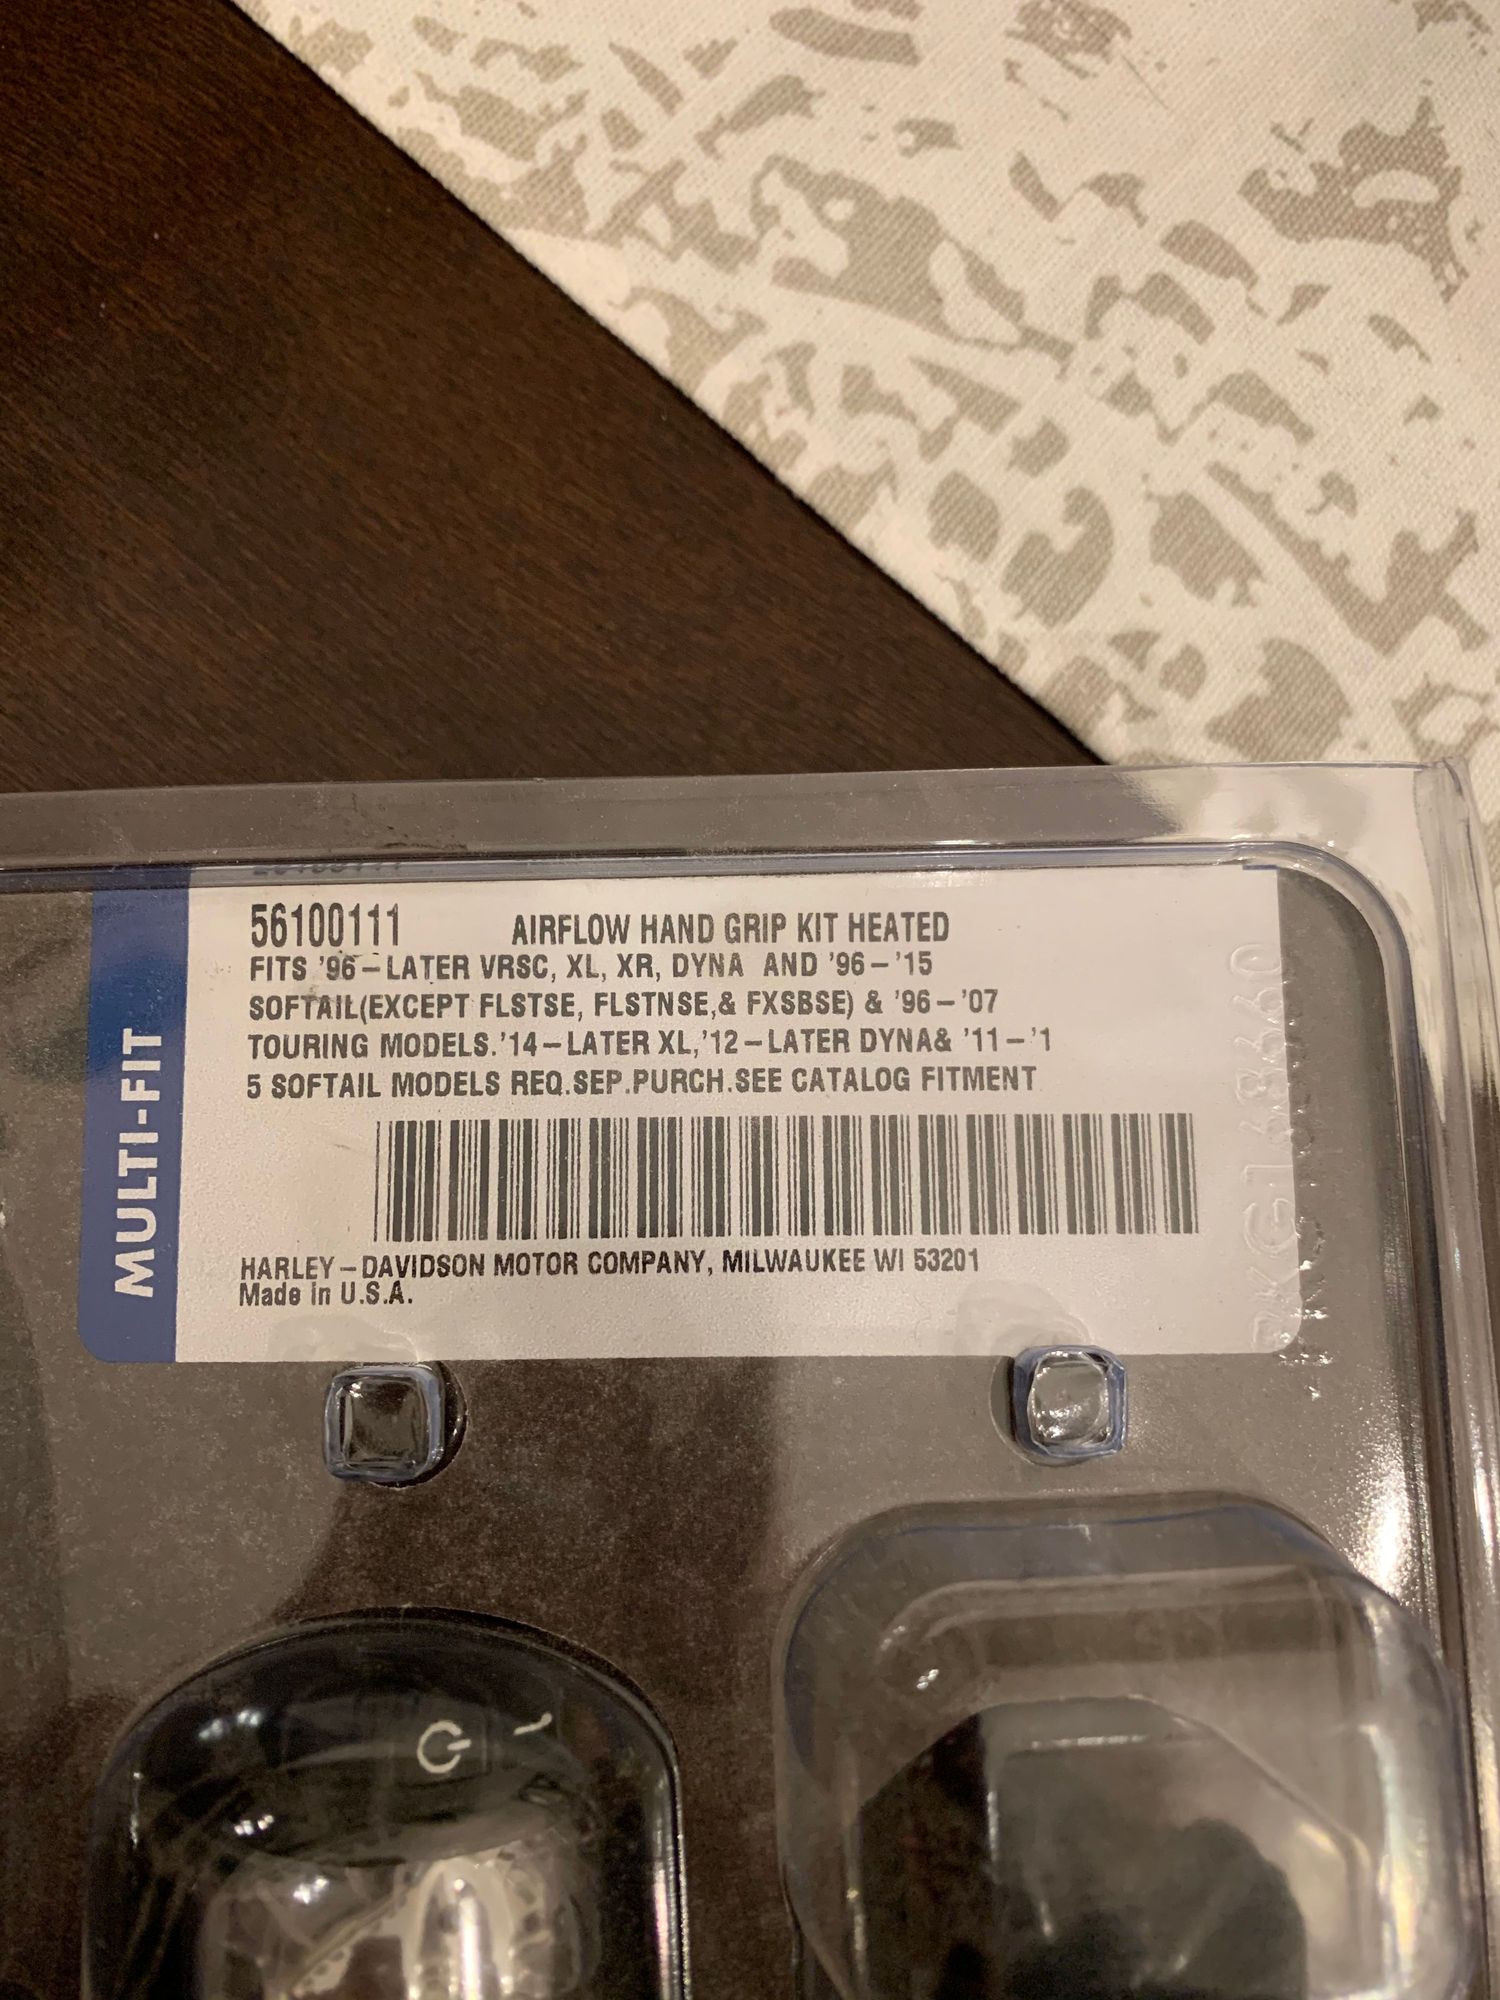 56100111 AIRFLOW HAND GRIP KIT HEATED
FITS '96-LATER VRSC, XL, XR, DYNA AND '96-'15
SOFTAIL(EXCEPT FLSTSE, FLSTNSE,& FXSBSE) & '96-'07
TOURING MODELS.'14-LATER XL,'12-LATER DYNA& '11-'1
5 SOFTAIL MODELS REQ.SEP.PURCH.SEE CATALOG FITMENT
HARLEY-DAVIDSON MOTOR COMPANY, MILWAUKEE WI 53201
Made in U.S.A.
MULTI-FIT